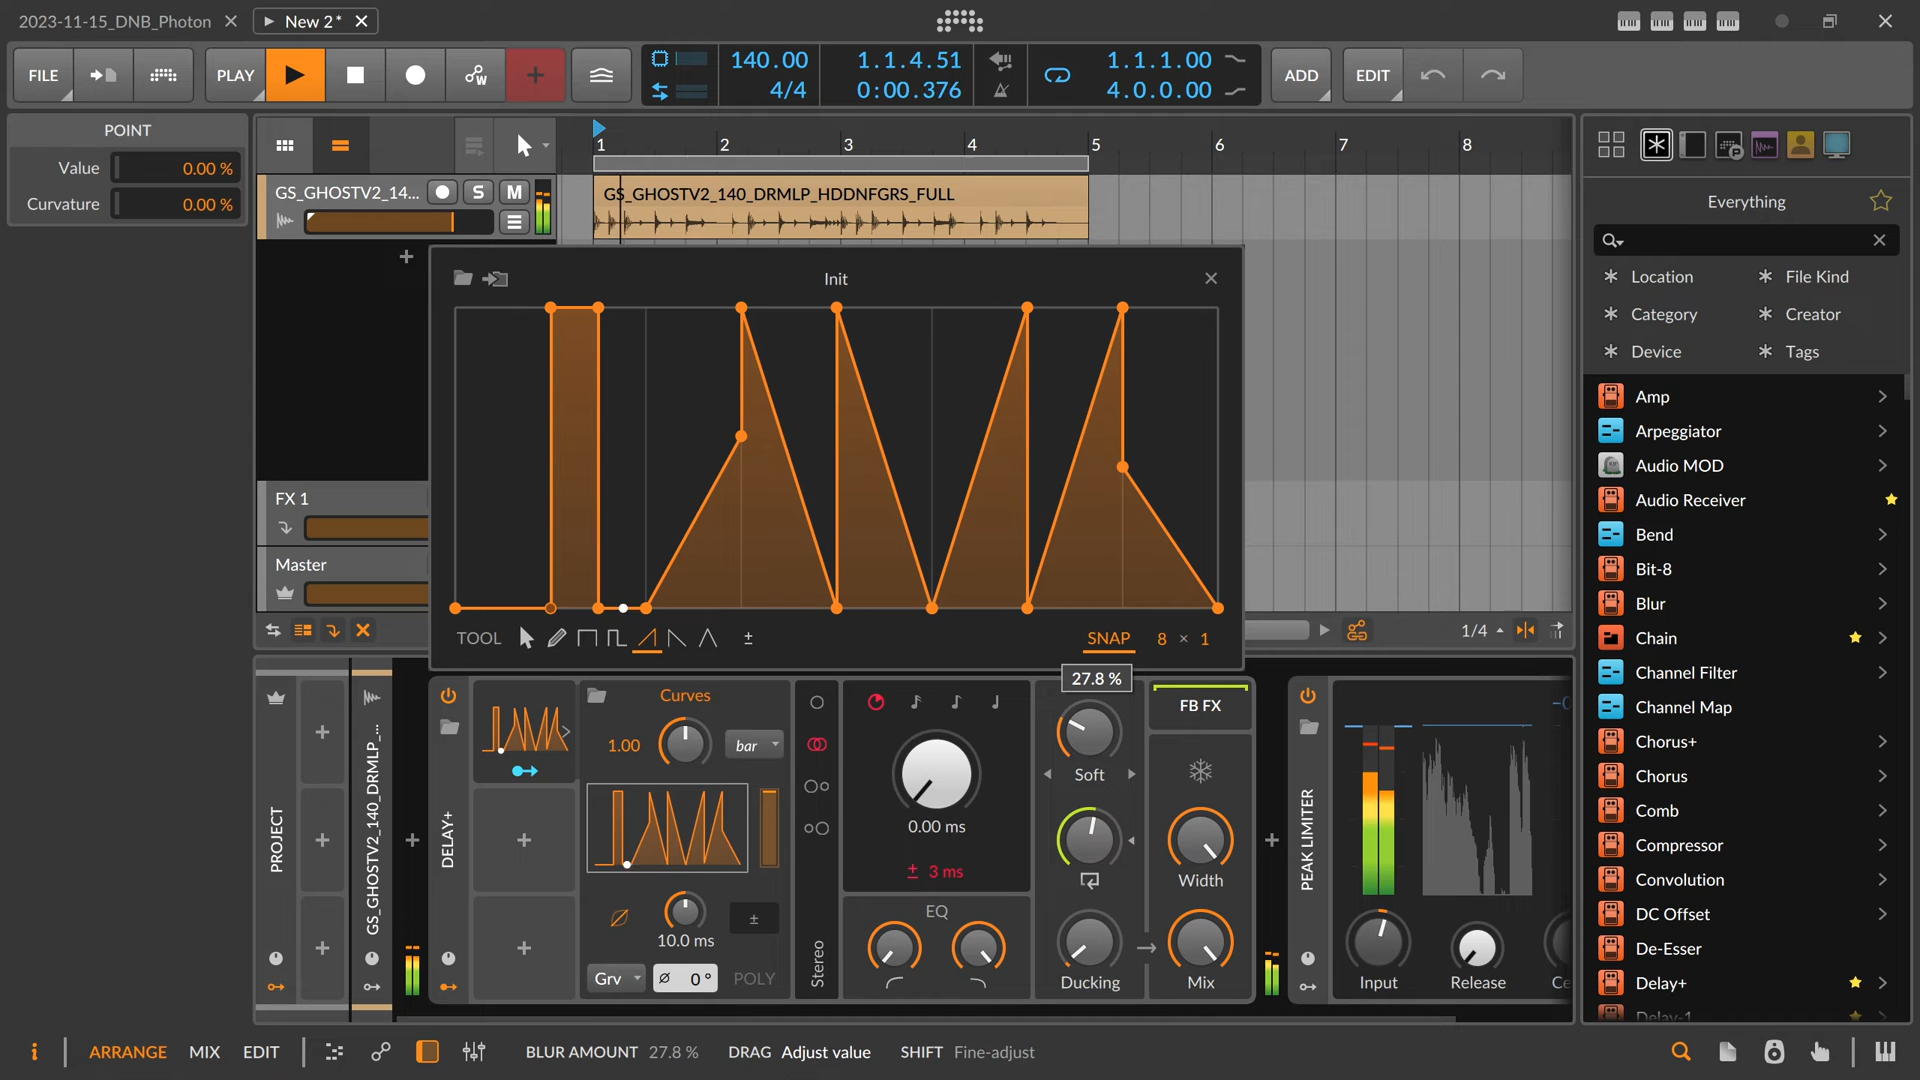 2023-11-15_DNB_Photon
New 2*
FILE
PLAY
140.00
4/4
1.1.4.51
0:00.376
1.1.1.00
4.0.0.00
ADD
EDIT
POINT
Value 0.00 %
Curvature 0.00 %
1 2 3 4 5 6 7 8
GS_GHOSTV2_14... S M
GS_GHOSTV2_140_DRMLP_HDDNFGRS_FULL
FX 1
Master
Init
TOOL
SNAP 8 × 1
1/4
27.8 %
Everything
Location
File Kind
Category
Creator
Device
Tags
Amp
Arpeggiator
Audio MOD
Audio Receiver
Bend
Bit-8
Blur
Chain
Channel Filter
Channel Map
Chorus+
Chorus
Comb
Compressor
Convolution
DC Offset
De-Esser
Delay+
Delay-1
PROJECT
GS_GHOSTV2_140_DRMLP_...
DELAY+
Curves
1.00
bar
10.0 ms
±
Grv
0 °
POLY
Stereo
0.00 ms
± 3 ms
EQ
Soft
Ducking
FB FX
Width
Mix
PEAK LIMITER
Input
Release
Ce
ARRANGE MIX EDIT
BLUR AMOUNT 27.8 %
DRAG Adjust value
SHIFT Fine-adjust